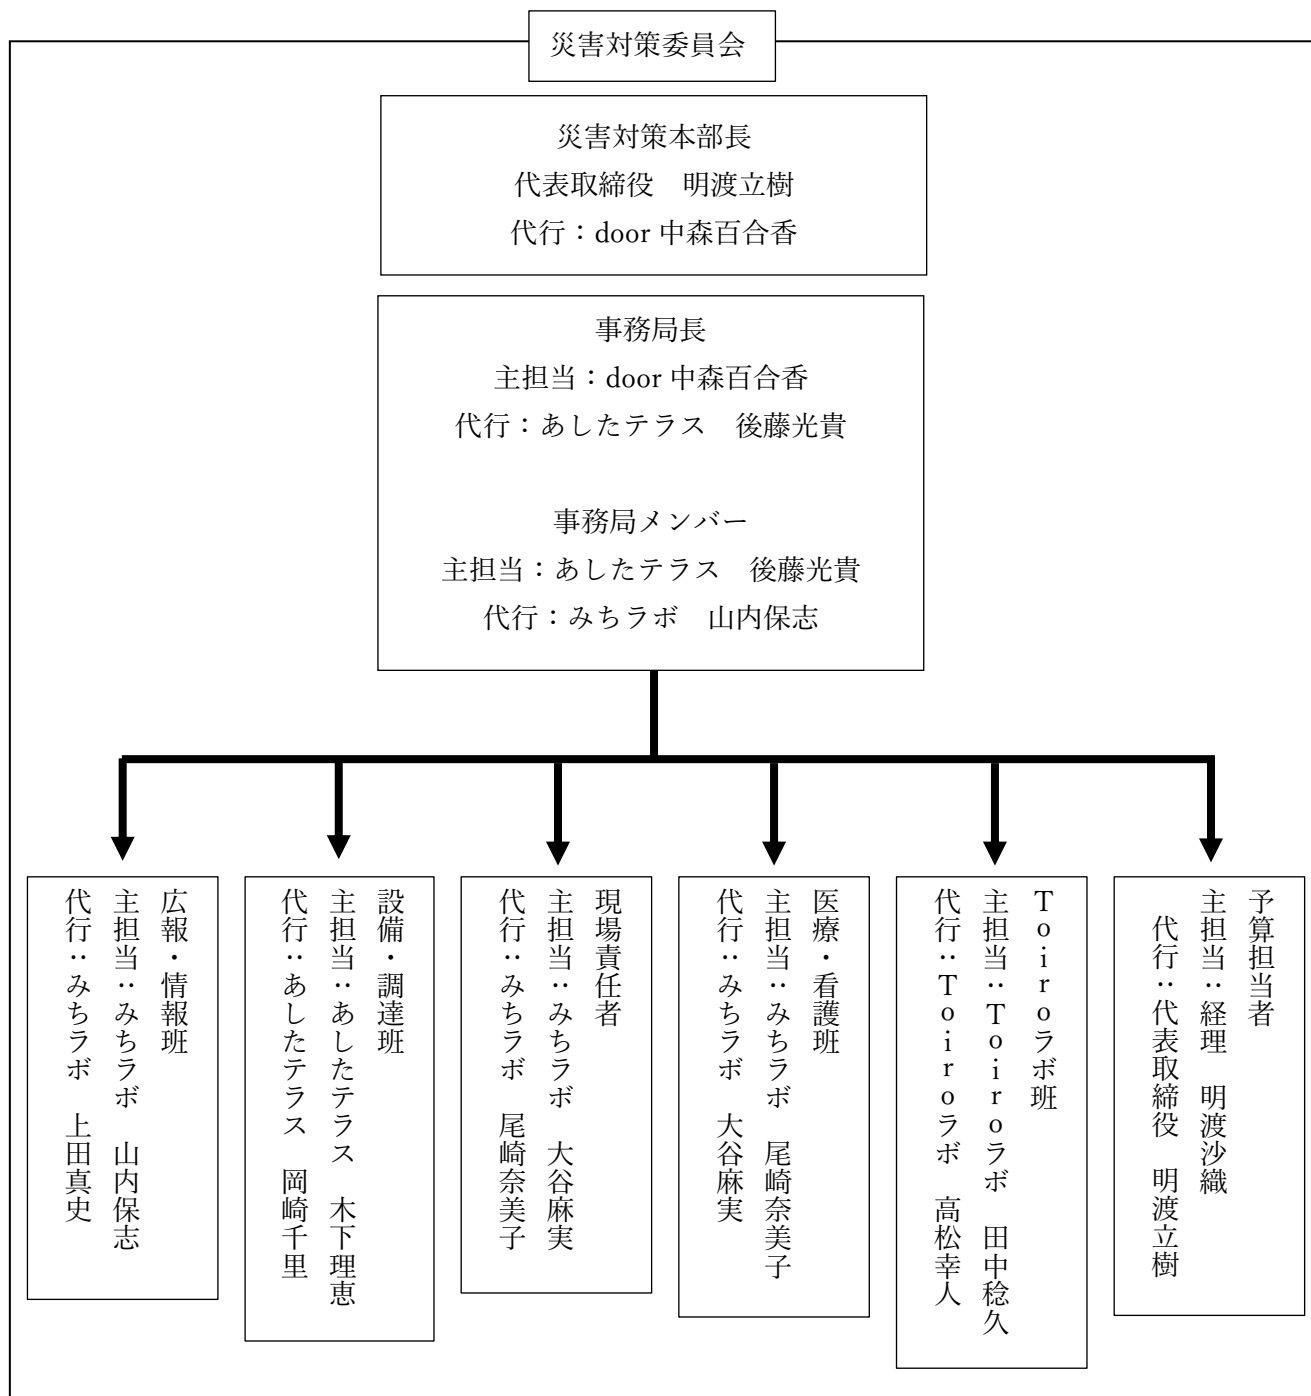 災害対策委員会
災害対策本部長
代表取締役　明渡立樹
代行：door 中森百合香
事務局長
主担当：door 中森百合香
代行：あしたテラス　後藤光貴
事務局メンバー
主担当：あしたテラス　後藤光貴
代行：みちラボ　山内保志
広報・情報班
主担当：みちラボ　山内保志
代行：みちラボ　上田真史
設備・調達班
主担当：あしたテラス　木下理恵
代行：あしたテラス　岡崎千里
現場責任者
主担当：みちラボ　大谷麻実
代行：みちラボ　尾崎奈美子
医療・看護班
主担当：みちラボ　尾崎奈美子
代行：みちラボ　大谷麻実
Toiroラボ班
主担当：Toiroラボ　田中稔久
代行：Toiroラボ　高松幸人
予算担当者
主担当：経理　明渡沙織
代行：代表取締役　明渡立樹